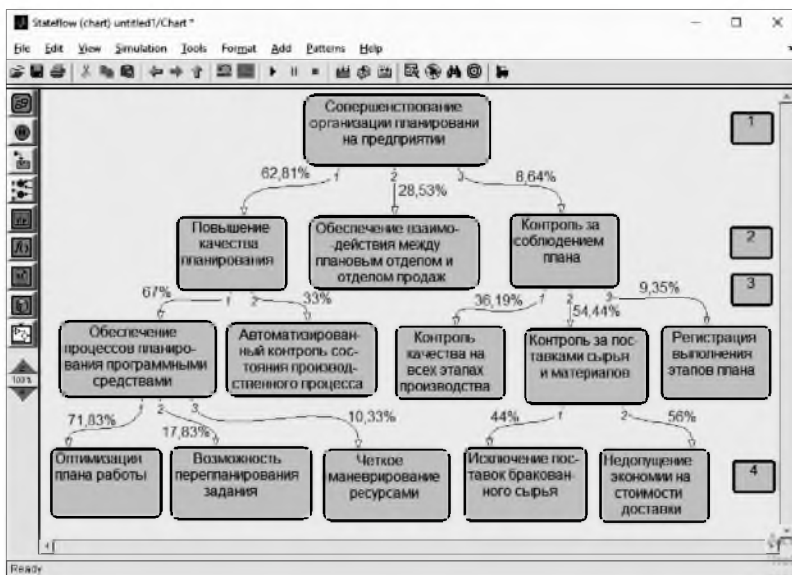 Stateflow (chart) untitled1/Chart *
File Edit View Simulation Tools Format Add Patterns Help
Совершенствование
организации планировани
на предприятии
1
62,81%
1
2
3
8,64%
28,53%
Повышение
качества
планирования
Обеспечение взаимо-
действия между
плановым отделом и
отделом продаж
Контроль за
соблюдением
плана
2
3
67%
1
2
33%
36,19%
1
2
3
9,35%
54,44%
Обеспечение
процессов планиро-
вания программными
средствами
Автоматизирован-
ный контроль сос-
тояния производ-
ственного процесса
Контроль
качества на
всех этапах
производства
Контроль за пос-
тавками сырья
и материалов
Регистрация
выполнения
этапов плана
100%
71,83%
1
2
3
17,83%
10,33%
44%
1
2
56%
Оптимизация
плана работы
Возможность
перепланирования
задания
Четкое
маневрирование
ресурсами
Исключение пос-
тавок бракован-
ного сырья
Недопущение
экономии на
стоимости
доставки
4
Ready